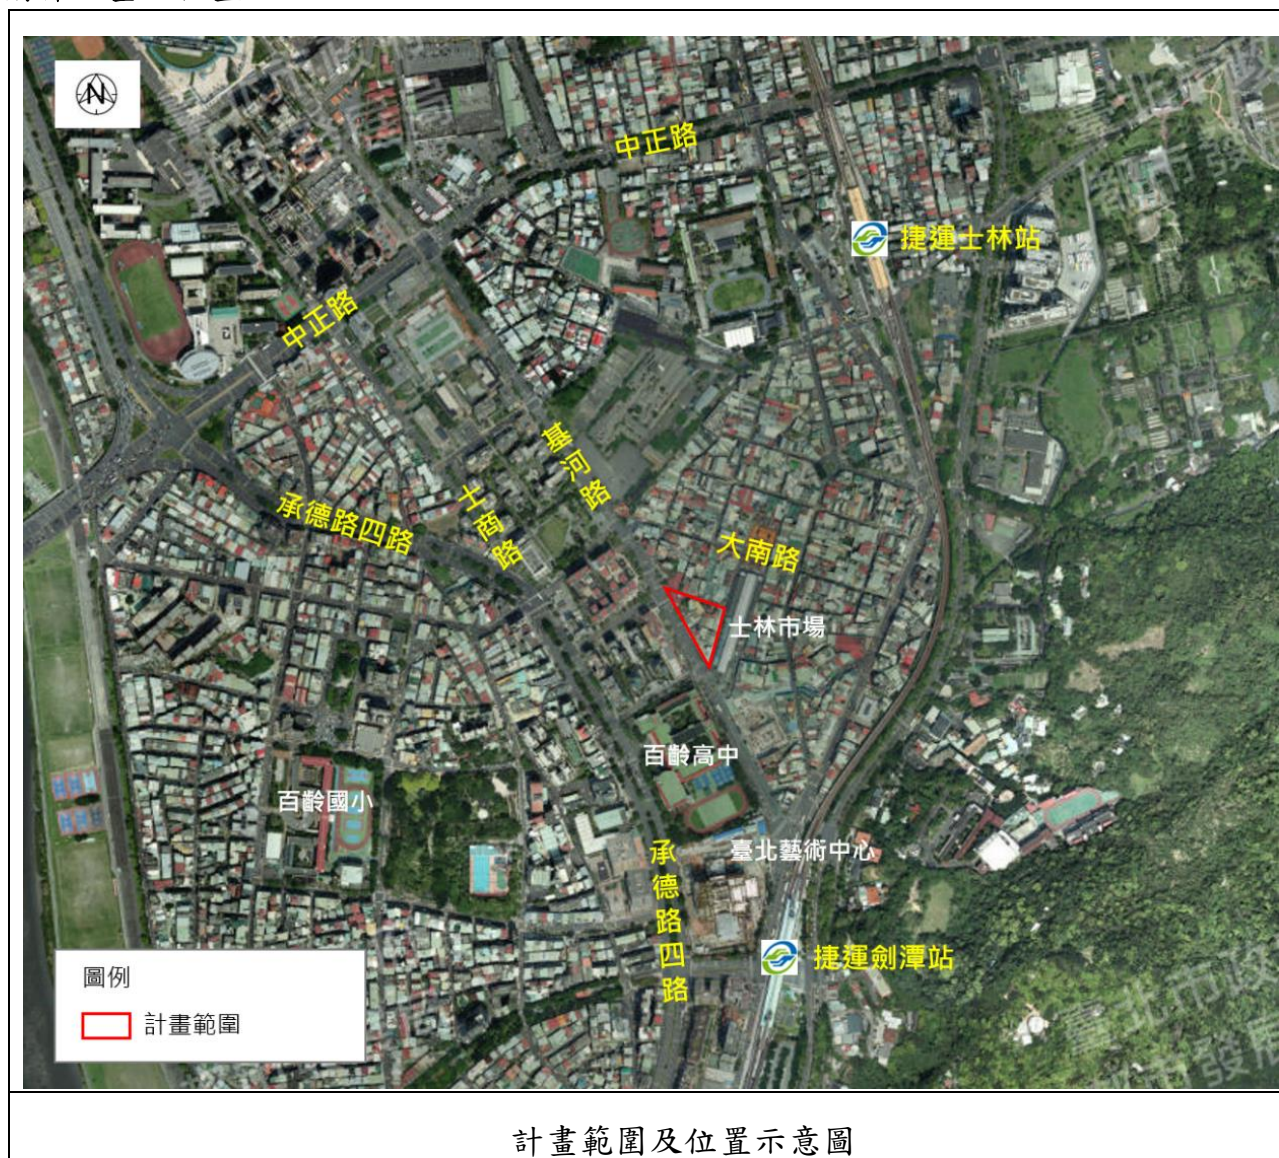 N
中正路
捷運士林站
中正路
基河路
士商路
承德路四路
大南路
士林市場
百齡高中
百齡國小
臺北藝術中心
承德路四路
捷運劍潭站
圖例
計畫範圍
計畫範圍及位置示意圖